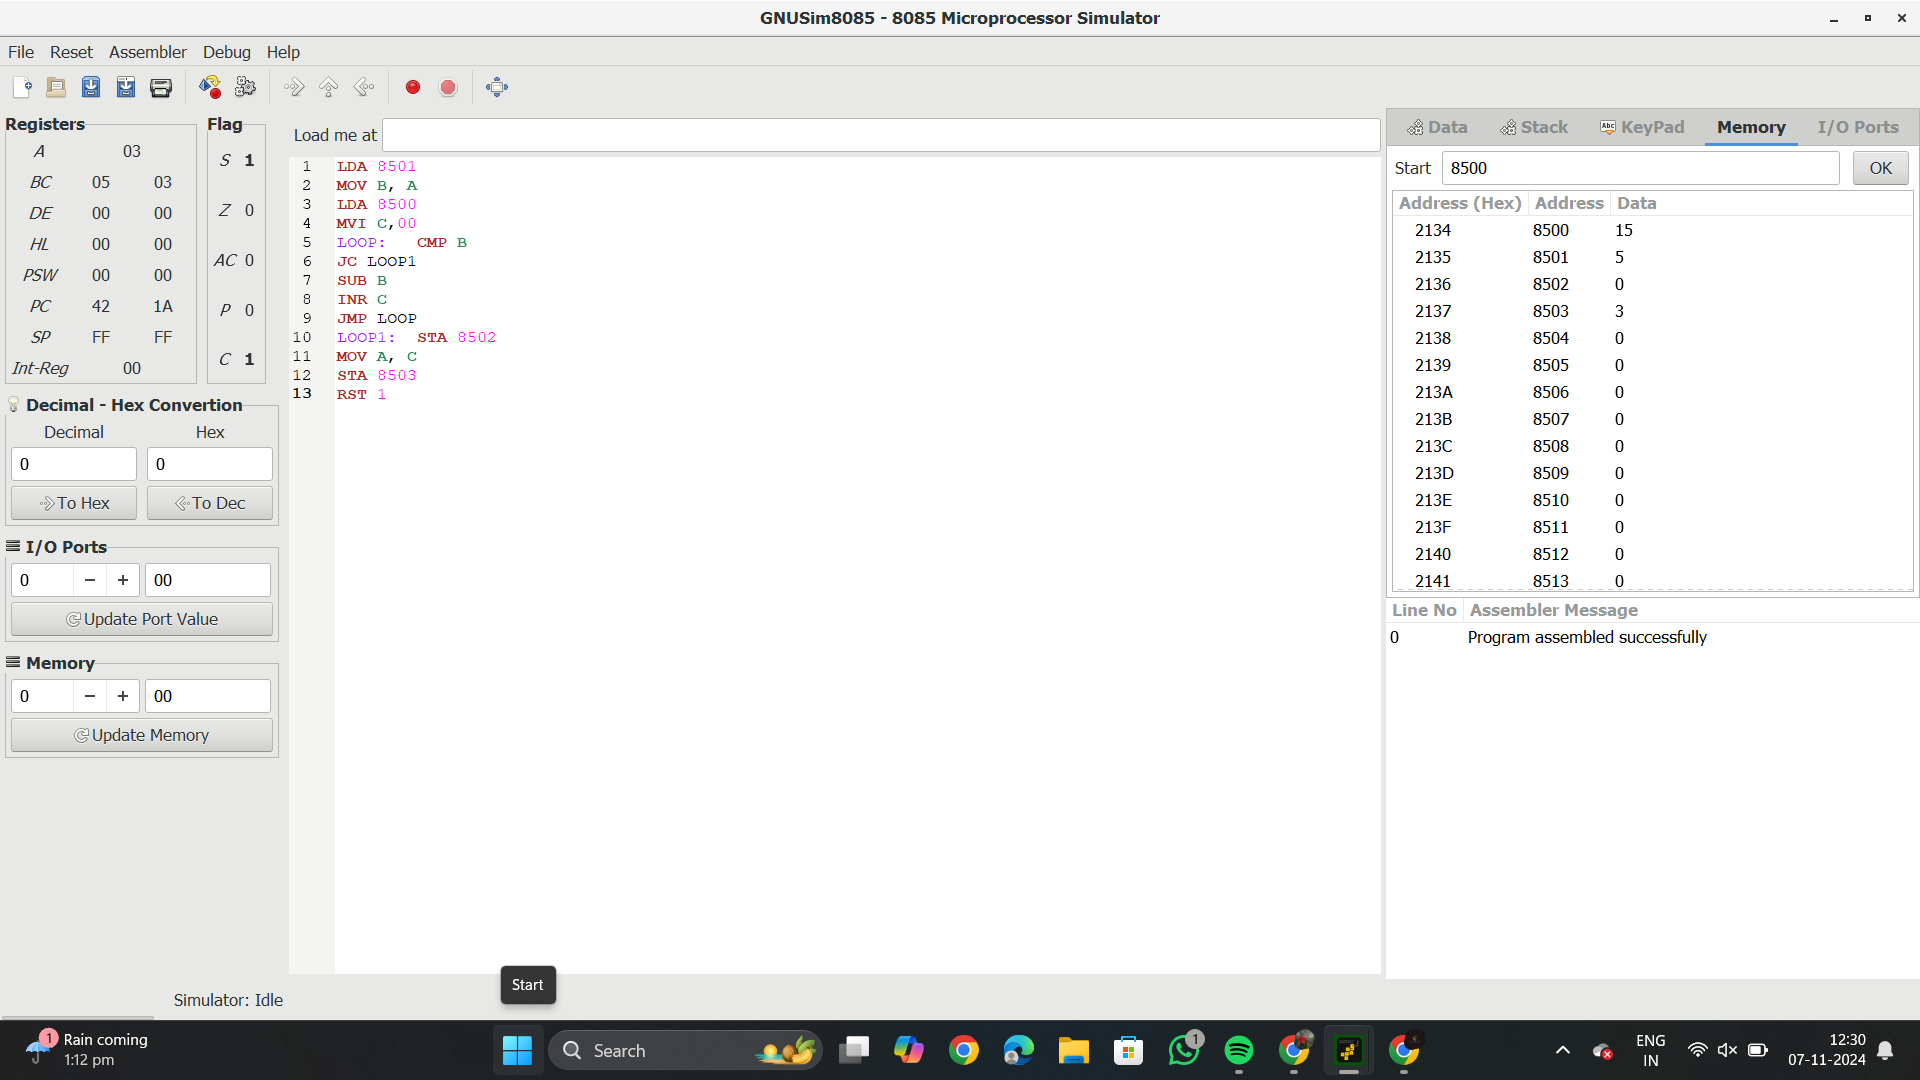 GNUSim8085 - 8085 Microprocessor Simulator
File Reset Assembler Debug Help
Registers
A 03
BC 05 03
DE 00 00
HL 00 00
PSW 00 00
PC 42 1A
SP FF FF
Int-Reg 00
Flag
S 1
Z 0
AC 0
P 0
C 1
Decimal - Hex Convertion
Decimal Hex
0 0
To Hex To Dec
I/O Ports
0 − + 00
Update Port Value
Memory
0 − + 00
Update Memory
Load me at
1 LDA 8501
2 MOV B, A
3 LDA 8500
4 MVI C,00
5 LOOP: CMP B
6 JC LOOP1
7 SUB B
8 INR C
9 JMP LOOP
10 LOOP1: STA 8502
11 MOV A, C
12 STA 8503
13 RST 1
Data Stack Abc KeyPad Memory I/O Ports
Start 8500 OK
Address (Hex) Address Data
2134 8500 15
2135 8501 5
2136 8502 0
2137 8503 3
2138 8504 0
2139 8505 0
213A 8506 0
213B 8507 0
213C 8508 0
213D 8509 0
213E 8510 0
213F 8511 0
2140 8512 0
2141 8513 0
Line No Assembler Message
0 Program assembled successfully
Start
Simulator: Idle
1 Rain coming
1:12 pm
Search
1
ENG
IN
12:30
07-11-2024